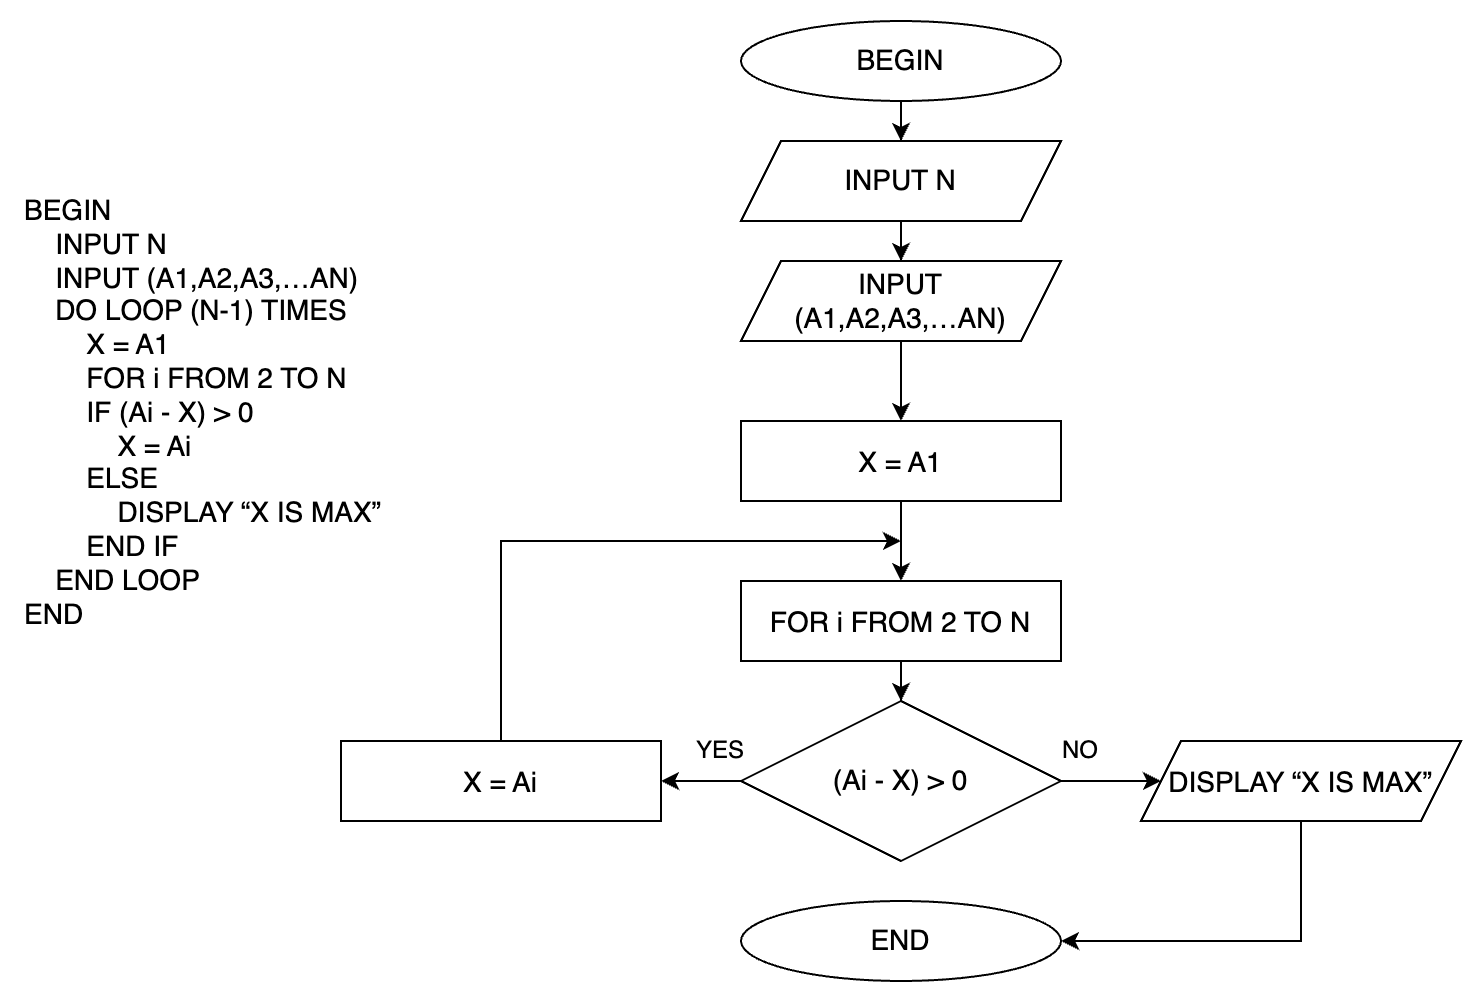 BEGIN
INPUT N
INPUT (A1,A2,A3,…AN)
DO LOOP (N-1) TIMES
X = A1
FOR i FROM 2 TO N
IF (Ai - X) > 0
X = Ai
ELSE
DISPLAY “X IS MAX”
END IF
END LOOP
END
BEGIN
INPUT N
INPUT
(A1,A2,A3,…AN)
X = A1
FOR i FROM 2 TO N
(Ai - X) > 0
YES
X = Ai
NO
DISPLAY “X IS MAX”
END